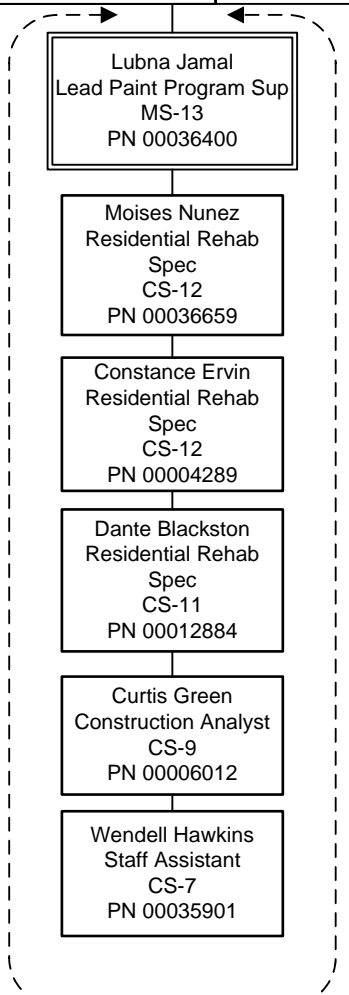 Lubna Jamal
Lead Paint Program Sup
MS-13
PN 00036400
Moises Nunez
Residential Rehab
Spec
CS-12
PN 00036659
Constance Ervin
Residential Rehab
Spec
CS-12
PN 00004289
Dante Blackston
Residential Rehab
Spec
CS-11
PN 00012884
Curtis Green
Construction Analyst
CS-9
PN 00006012
Wendell Hawkins
Staff Assistant
CS-7
PN 00035901